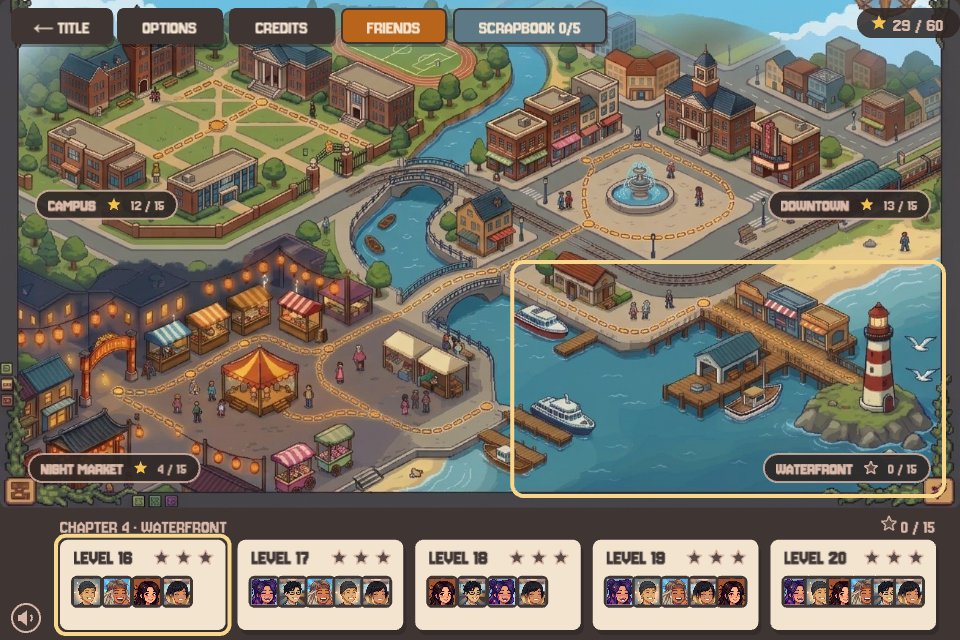 ← TITLE
OPTIONS
CREDITS
FRIENDS
SCRAPBOOK 0/5
29 / 60
CAMPUS 12 / 15
DOWNTOWN 13 / 15
NIGHT MARKET 4 / 15
WATERFRONT 0 / 15
CHAPTER 4 · WATERFRONT
0 / 15
LEVEL 16
LEVEL 17
LEVEL 18
LEVEL 19
LEVEL 20